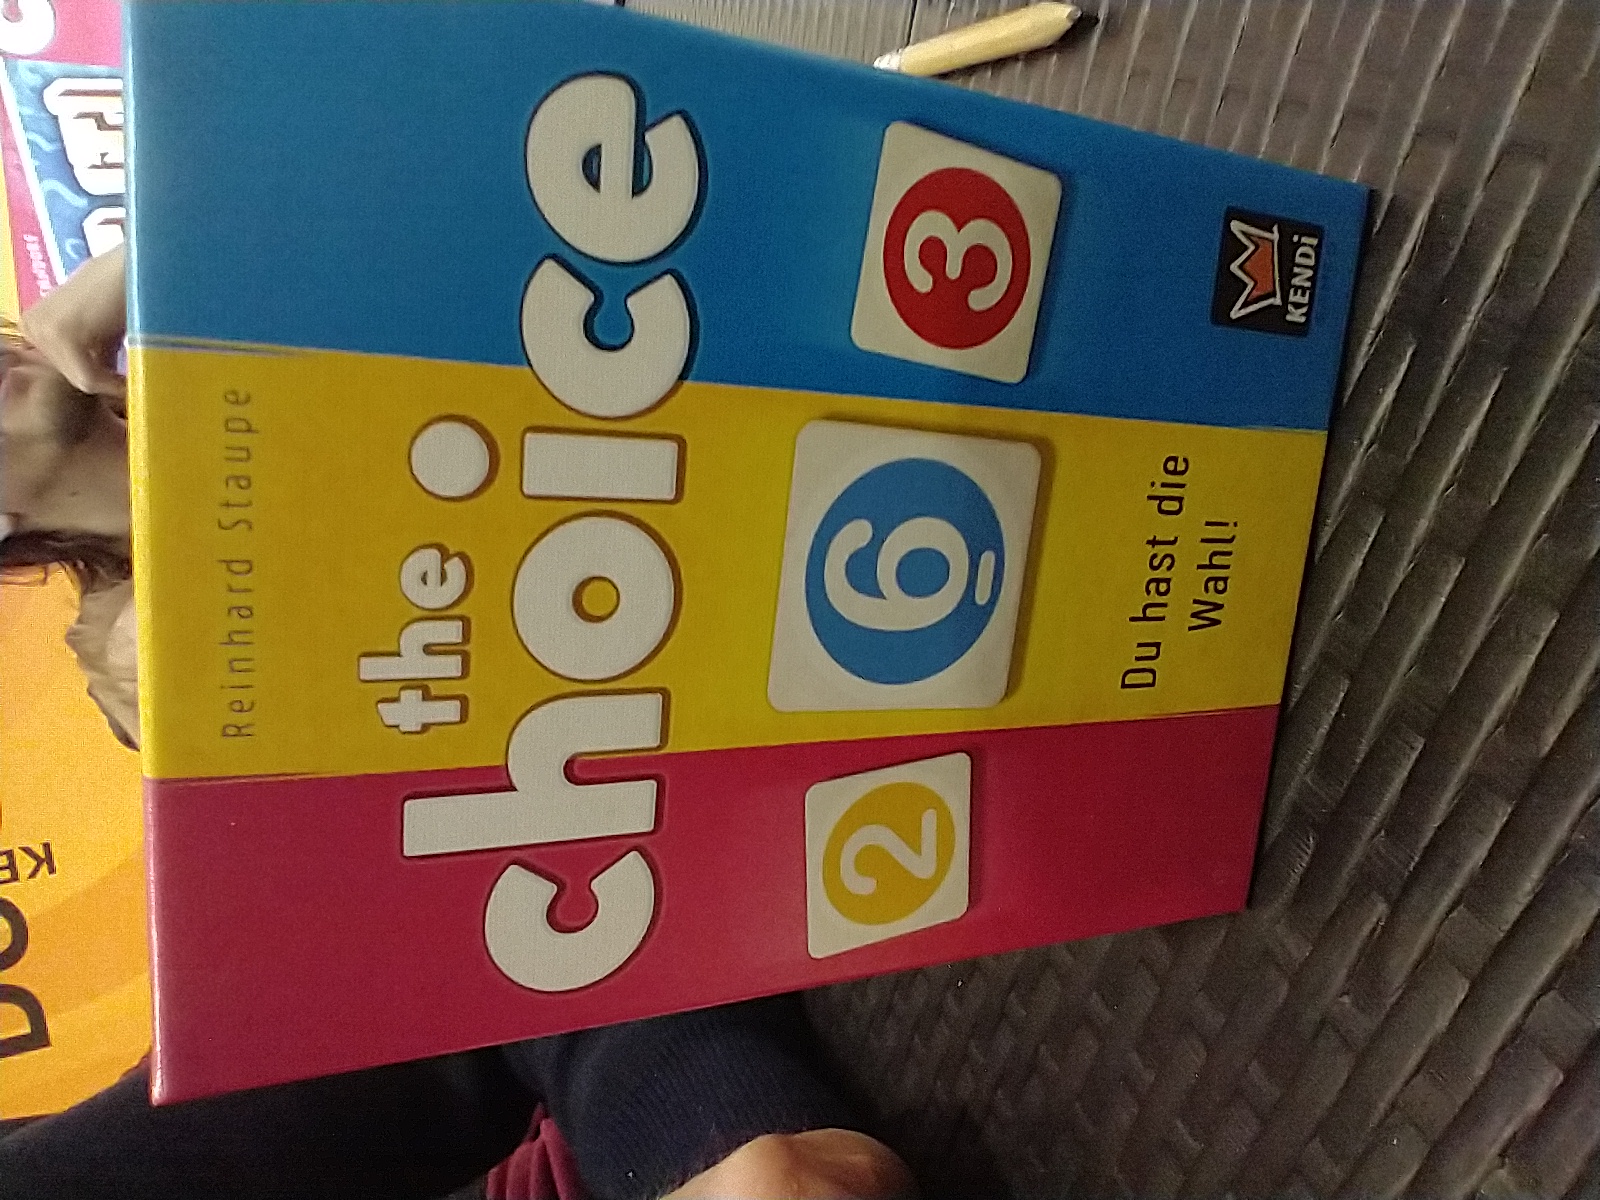 Reinhard Staupe
the
choice
2
6
3
Du hast die
Wahl!
KENDi